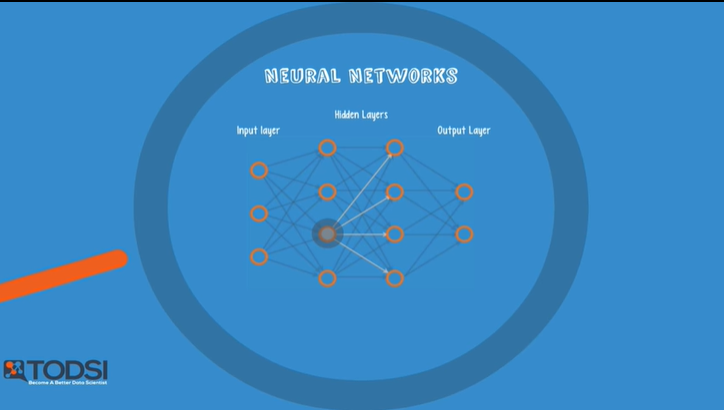 NEURAL NETWORKS
Hidden Layers
Input layer
Output Layer
TODSI
Become A Better Data Scientist